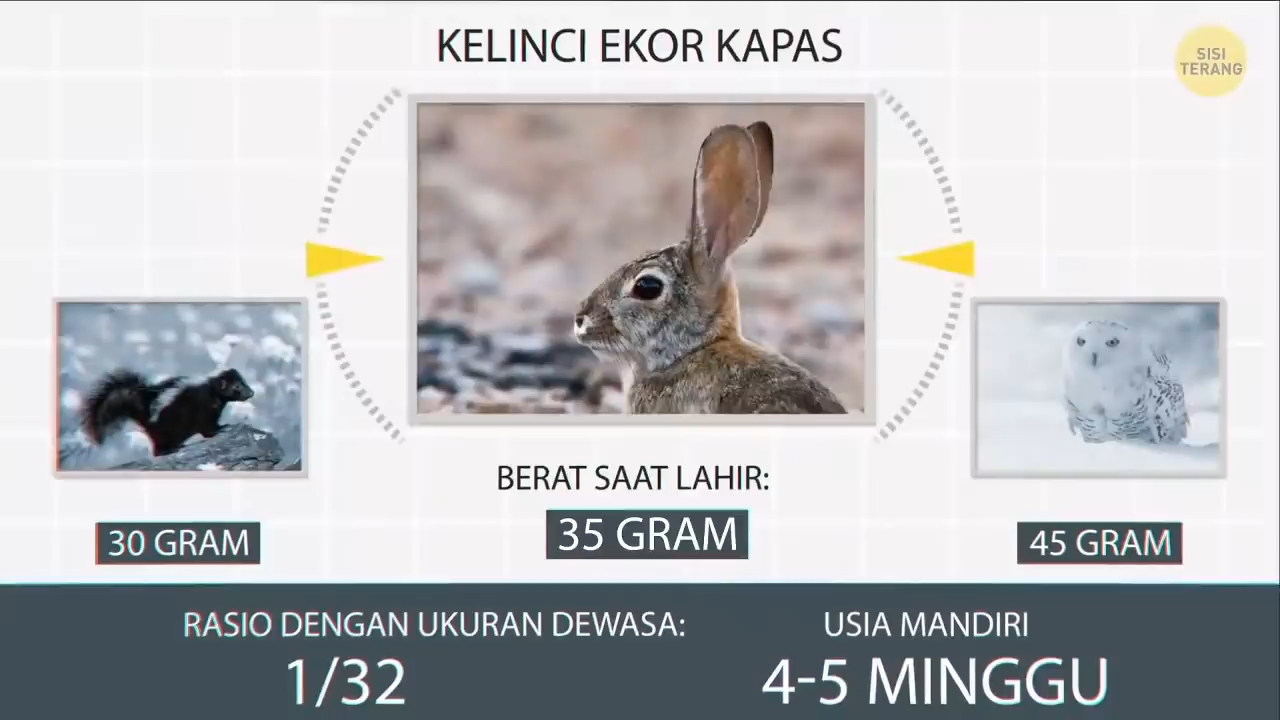 KELINCI EKOR KAPAS
SISI
TERANG
BERAT SAAT LAHIR:
30 GRAM
35 GRAM
45 GRAM
RASIO DENGAN UKURAN DEWASA:
1/32
USIA MANDIRI
4-5 MINGGU